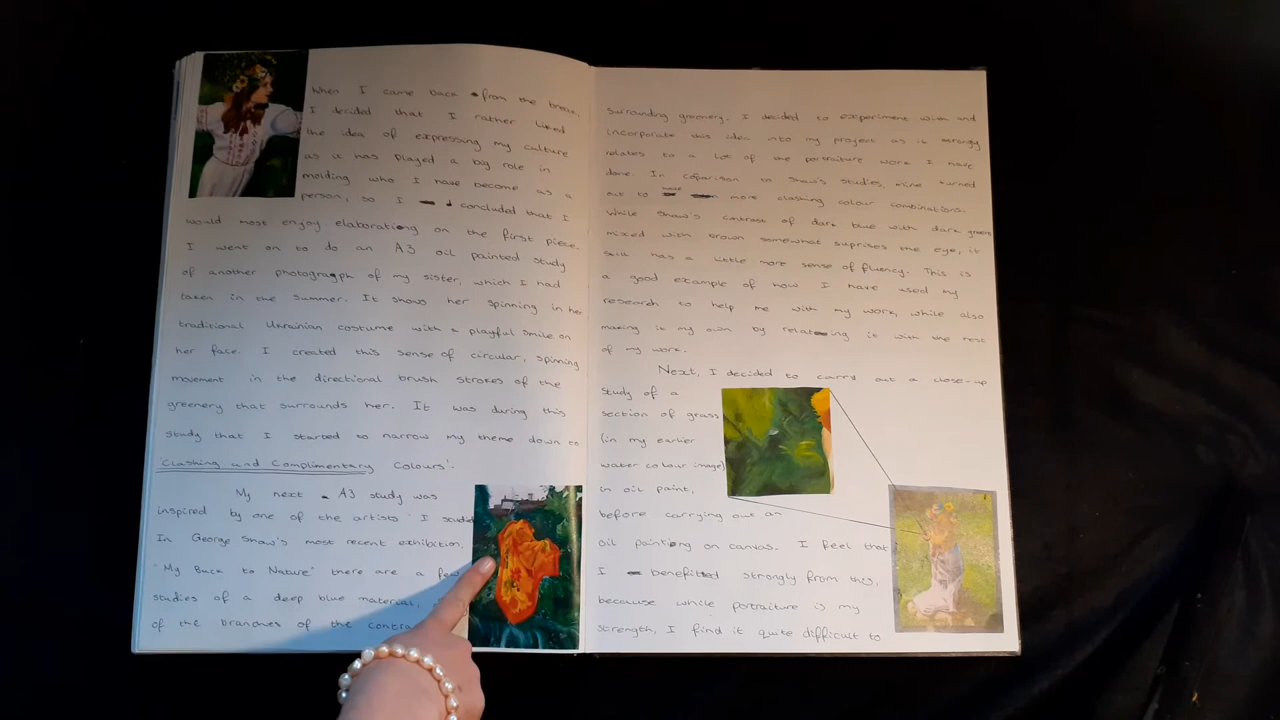 When I came back from the break,
I decided that I rather liked
the idea of expressing my culture
as it has played a big role in
molding who I have become as a
person, so I concluded that I
would most enjoy elaborating on the first piece.
I went on to do an A3 oil painted study
of another photograph of my sister, which I had
taken in the summer. It shows her spinning in her
traditional Ukrainian costume with a playful smile on
her face. I created this sense of circular, spinning
movement in the directional brush strokes of the
greenery that surrounds her. It was during this
study that I started to narrow my theme down to
'Clashing and Complimentary Colours'.
My next A3 study was
inspired by one of the artists I studied
In George Shaw's most recent exhibition,
"My Back to Nature" there are a few
studies of a deep blue material,
of the branches of the
surrounding greenery. I decided to experiment with and
incorporate this idea into my project as it strongly
relates to a lot of the portraiture work I have
done. In coparison to Shaw's studies, mine turned
out to have more clashing colour combinations.
While Shaw's contrast of dark blue with dark green
mixed with brown somewhat suprises the eye, it
still has a little more sense of fluency. This is
a good example of how I have used my
research to help me with my work, while also
making it my own by relating it with the rest
of my work.
Next, I decided to carry out a close-up
study of a
section of grass
(in my earlier
water colour image)
in oil paint,
before carrying out an
oil painting on canvas. I feel that
I benefitted strongly from this,
because while portraiture is my
strength, I find it quite difficult to